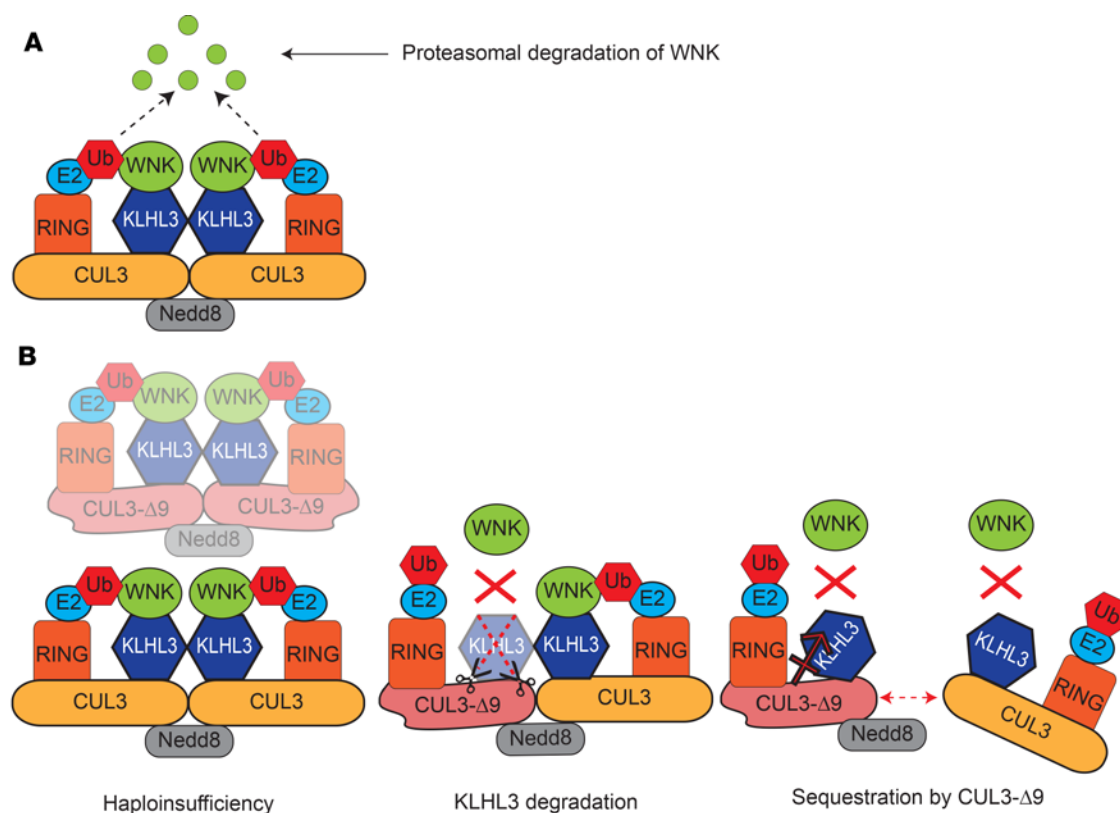 A
Proteasomal degradation of WNK
Ub WNK WNK Ub
E2 E2
RING KLHL3 KLHL3 RING
CUL3 CUL3
Nedd8
B
Ub WNK WNK Ub
E2 E2
RING KLHL3 KLHL3 RING
CUL3-Δ9 CUL3-Δ9
Nedd8
Ub WNK WNK Ub
E2 E2
RING KLHL3 KLHL3 RING
CUL3 CUL3
Nedd8
Haploinsufficiency
WNK
Ub WNK Ub
E2 E2
RING KLHL3 KLHL3 RING
CUL3-Δ9 CUL3
Nedd8
KLHL3 degradation
WNK WNK
Ub Ub
E2 E2
RING KLHL3 KLHL3 RING
CUL3-Δ9 CUL3
Nedd8
Sequestration by CUL3-Δ9